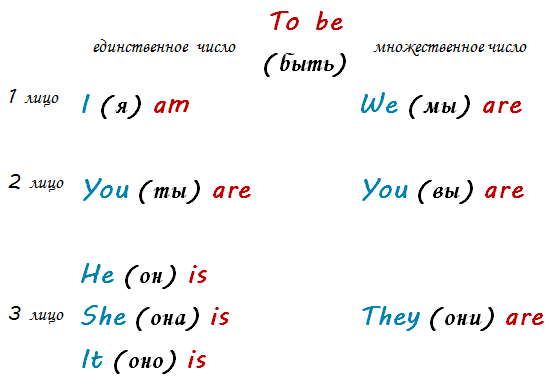 To be
единственное число
(быть)
множественное число
1 лицо
I (я) am
We (мы) are
2 лицо
You (ты) are
You (вы) are
He (он) is
3 лицо
She (она) is
They (они) are
It (оно) is